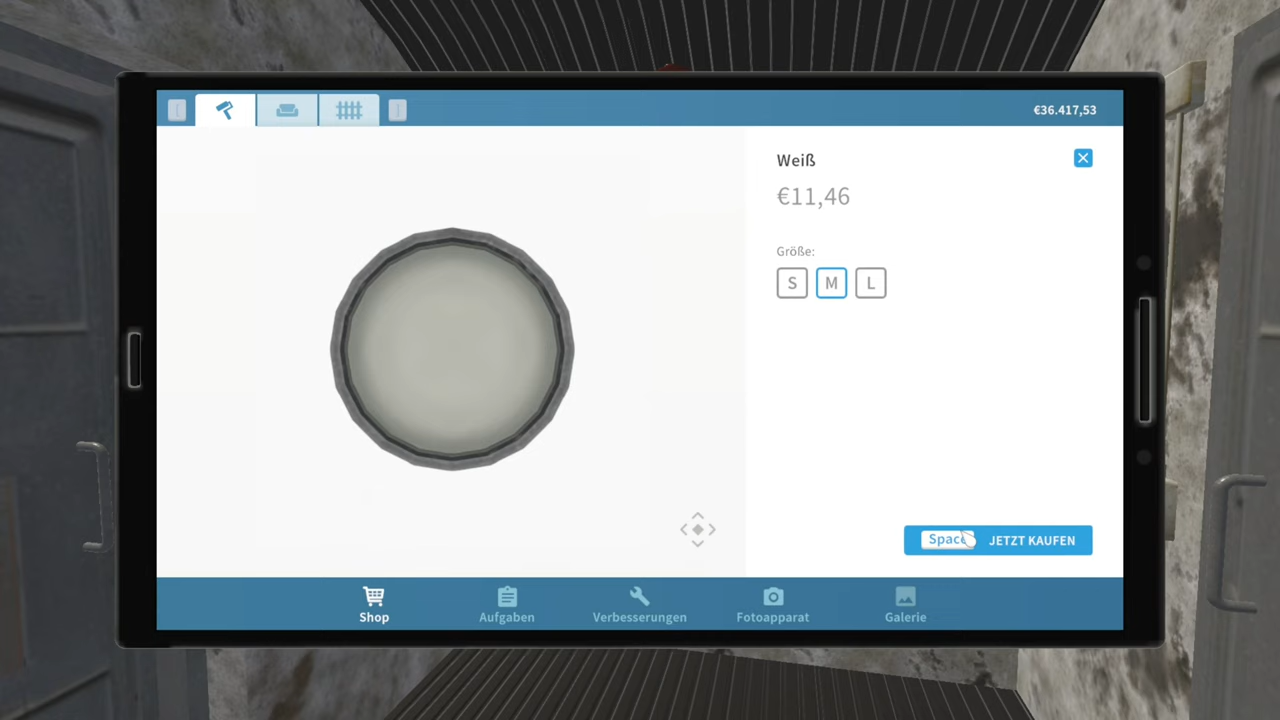 €36.417,53
Weiß
€11,46
Größe:
S M L
Space JETZT KAUFEN
Shop Aufgaben Verbesserungen Fotoapparat Galerie